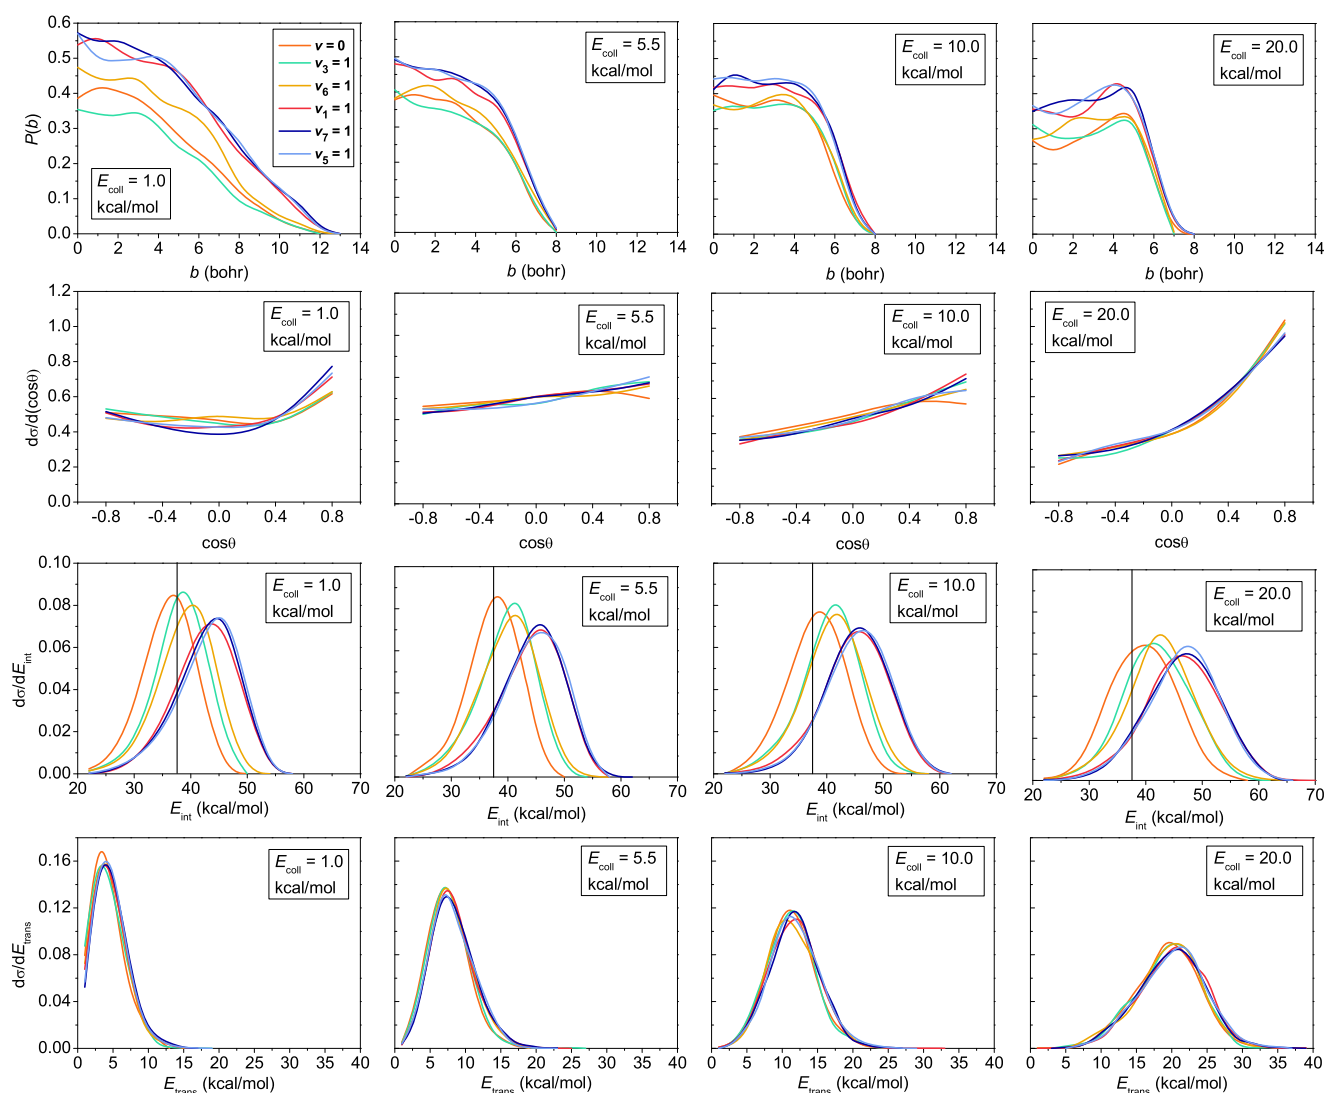 0.6
0.5
0.4
0.3
0.2
0.1
0.0
P(b)
v = 0
v3 = 1
v6 = 1
v1 = 1
v7 = 1
v5 = 1
Ecoll = 1.0
kcal/mol
0 2 4 6 8 10 12 14
b (bohr)
Ecoll = 5.5
kcal/mol
0 2 4 6 8 10 12 14
b (bohr)
Ecoll = 10.0
kcal/mol
0 2 4 6 8 10 12 14
b (bohr)
Ecoll = 20.0
kcal/mol
0 2 4 6 8 10 12 14
b (bohr)
1.2
1.0
0.8
0.6
0.4
0.2
0.0
dσ/d(cosθ)
Ecoll = 1.0
kcal/mol
-0.8 -0.4 0.0 0.4 0.8
cosθ
Ecoll = 5.5
kcal/mol
-0.8 -0.4 0.0 0.4 0.8
cosθ
Ecoll = 10.0
kcal/mol
-0.8 -0.4 0.0 0.4 0.8
cosθ
Ecoll = 20.0
kcal/mol
-0.8 -0.4 0.0 0.4 0.8
cosθ
0.10
0.08
0.06
0.04
0.02
0.00
dσ/dEint
Ecoll = 1.0
kcal/mol
20 30 40 50 60 70
Eint (kcal/mol)
Ecoll = 5.5
kcal/mol
20 30 40 50 60 70
Eint (kcal/mol)
Ecoll = 10.0
kcal/mol
20 30 40 50 60 70
Eint (kcal/mol)
Ecoll = 20.0
kcal/mol
20 30 40 50 60 70
Eint (kcal/mol)
0.16
0.12
0.08
0.04
0.00
dσ/dEtrans
Ecoll = 1.0
kcal/mol
0 5 10 15 20 25 30 35 40
Etrans (kcal/mol)
Ecoll = 5.5
kcal/mol
0 5 10 15 20 25 30 35 40
Etrans (kcal/mol)
Ecoll = 10.0
kcal/mol
0 5 10 15 20 25 30 35 40
Etrans (kcal/mol)
Ecoll = 20.0
kcal/mol
0 5 10 15 20 25 30 35 40
Etrans (kcal/mol)